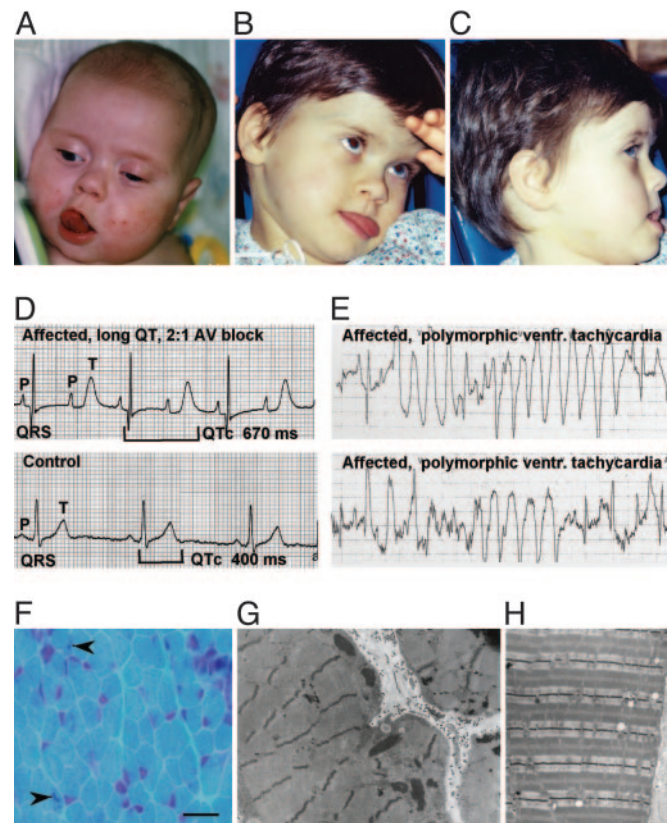 A
B
C
D
E
Affected, long QT, 2:1 AV block
P
P
T
QRS
QTc 670 ms
Control
P
T
QRS
QTc 400 ms
Affected, polymorphic ventr. tachycardia
Affected, polymorphic ventr. tachycardia
F
G
H